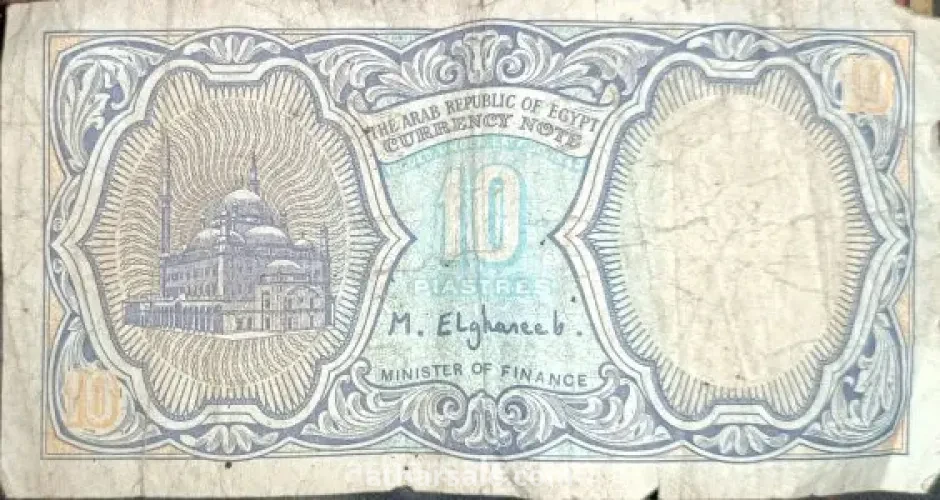 10
THE ARAB REPUBLIC OF EGYPT
CURRENCY NOTE
10
PIASTRES
M. Elghareeb.
MINISTER OF FINANCE
10